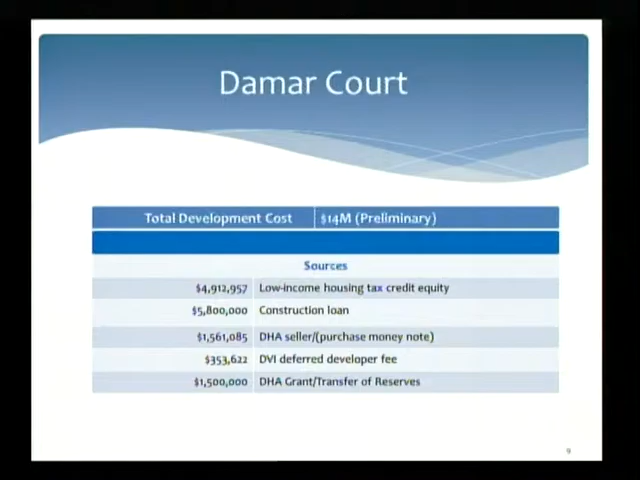 Damar Court
Total Development Cost $14M (Preliminary)
Sources
$4,912,957 Low-income housing tax credit equity
$5,800,000 Construction loan
$1,561,085 DHA seller/(purchase money note)
$353,622 DVI deferred developer fee
$1,500,000 DHA Grant/Transfer of Reserves
9